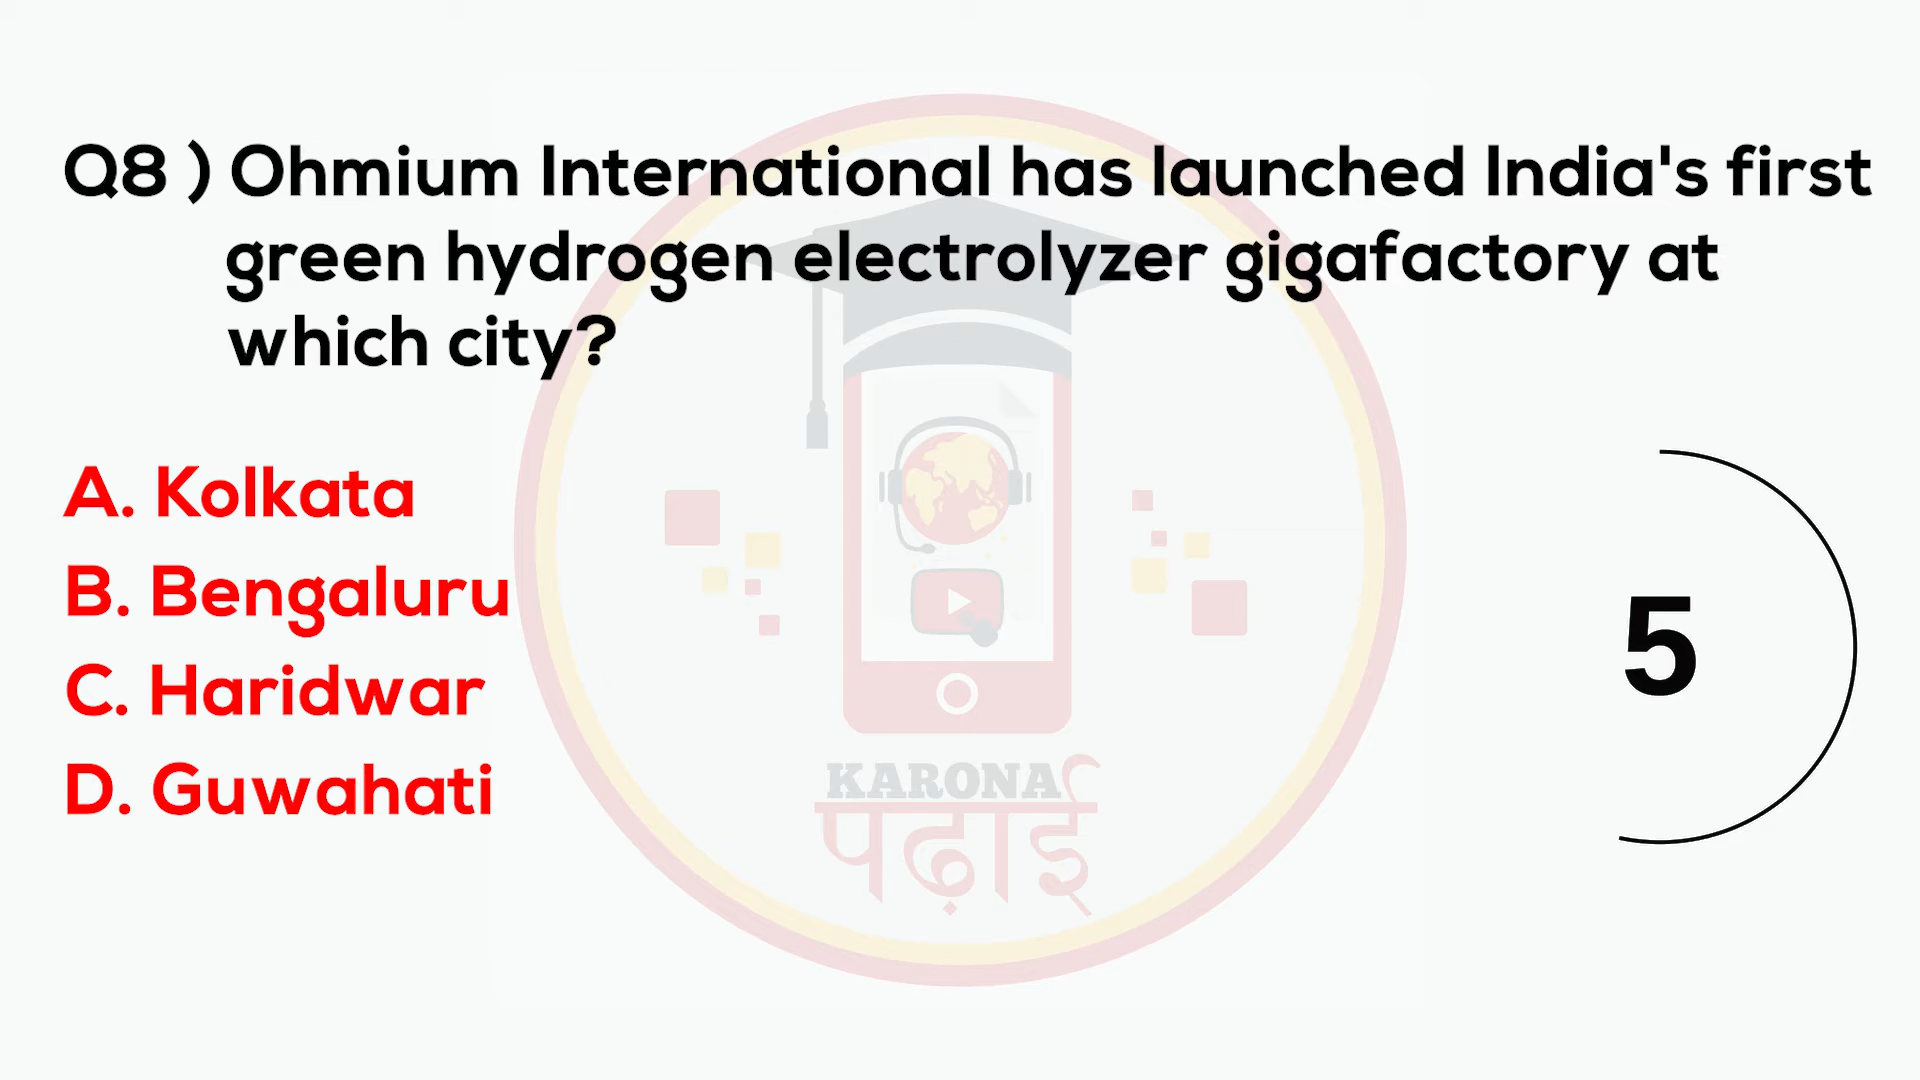 Q8 ) Ohmium International has launched India's first
green hydrogen electrolyzer gigafactory at
which city?
A. Kolkata
B. Bengaluru
C. Haridwar
D. Guwahati
5
KARONA
पढ़ाई